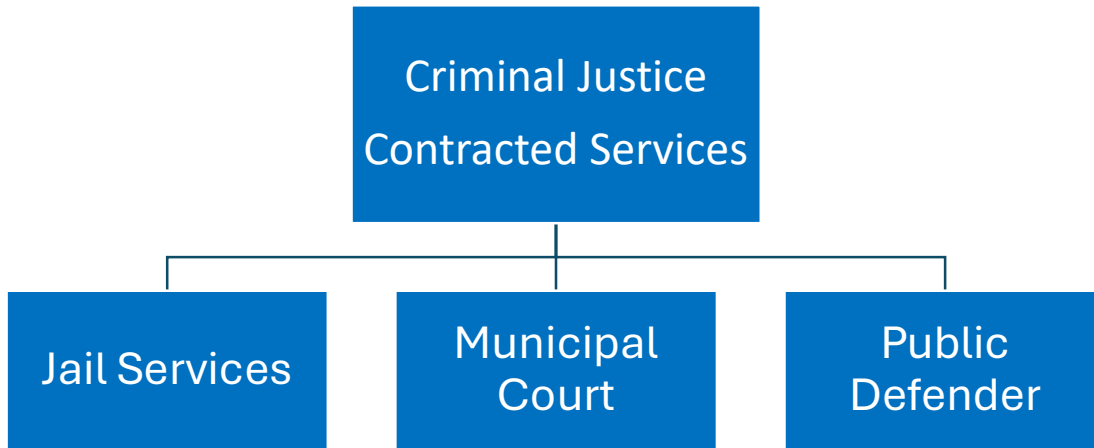 Criminal Justice
Contracted Services
Jail Services
Municipal
Court
Public
Defender